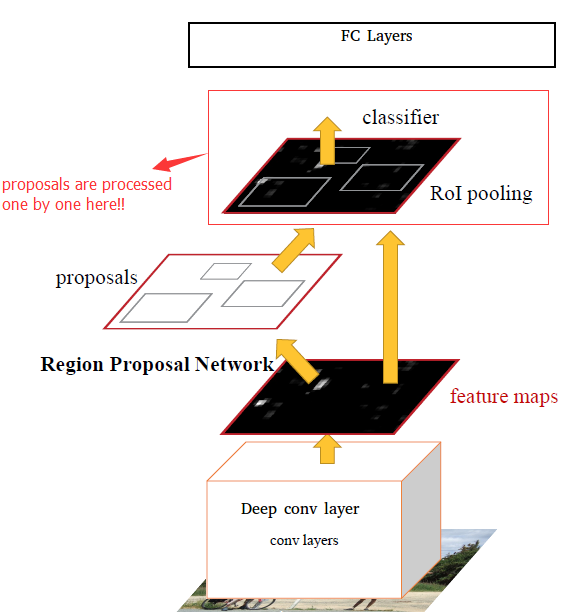 FC Layers
classifier
proposals are processed
one by one here!!
RoI pooling
proposals
Region Proposal Network
feature maps
Deep conv layer
conv layers